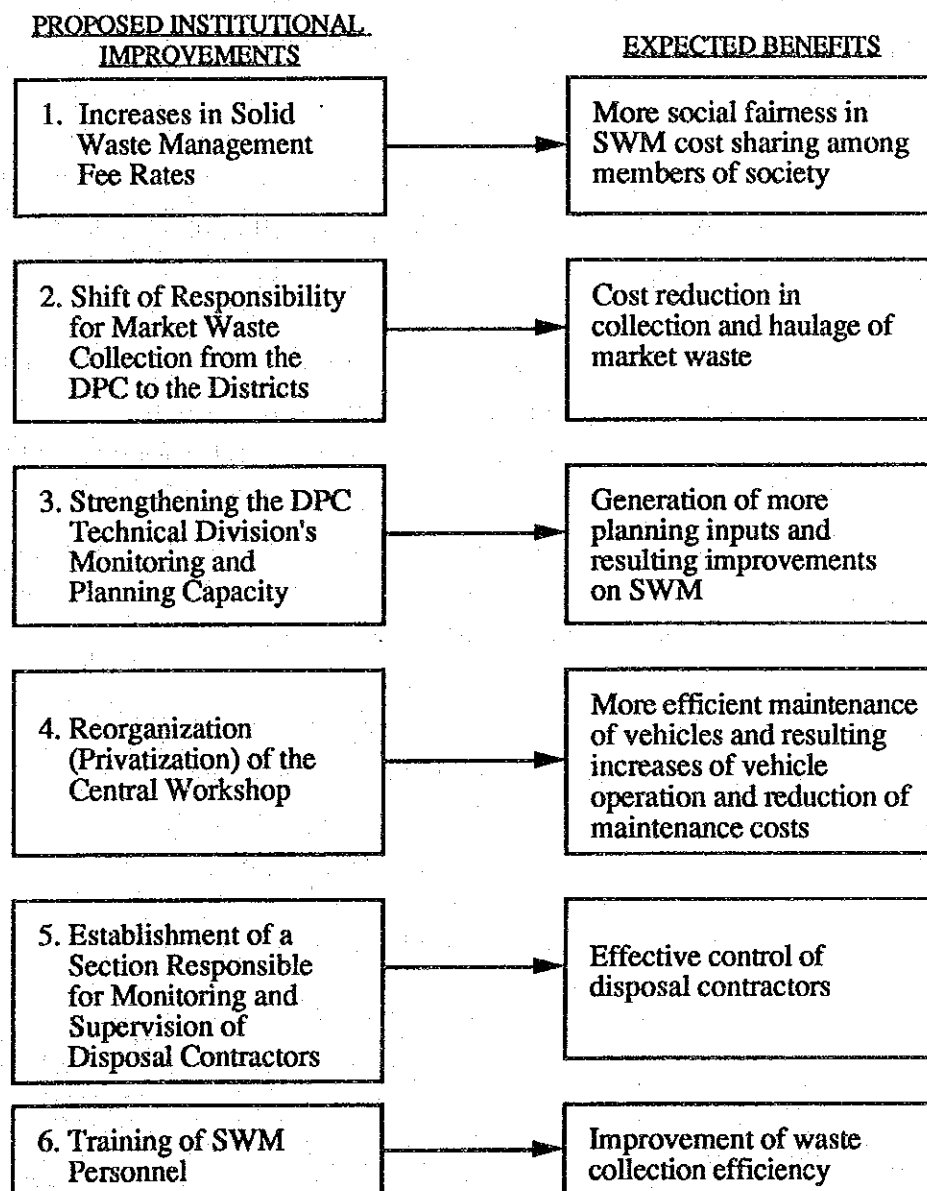 PROPOSED INSTITUTIONAL
IMPROVEMENTS
EXPECTED BENEFITS
1. Increases in Solid
Waste Management
Fee Rates
More social fairness in
SWM cost sharing among
members of society
2. Shift of Responsibility
for Market Waste
Collection from the
DPC to the Districts
Cost reduction in
collection and haulage of
market waste
3. Strengthening the DPC
Technical Division's
Monitoring and
Planning Capacity
Generation of more
planning inputs and
resulting improvements
on SWM
4. Reorganization
(Privatization) of the
Central Workshop
More efficient maintenance
of vehicles and resulting
increases of vehicle
operation and reduction of
maintenance costs
5. Establishment of a
Section Responsible
for Monitoring and
Supervision of
Disposal Contractors
Effective control of
disposal contractors
6. Training of SWM
Personnel
Improvement of waste
collection efficiency